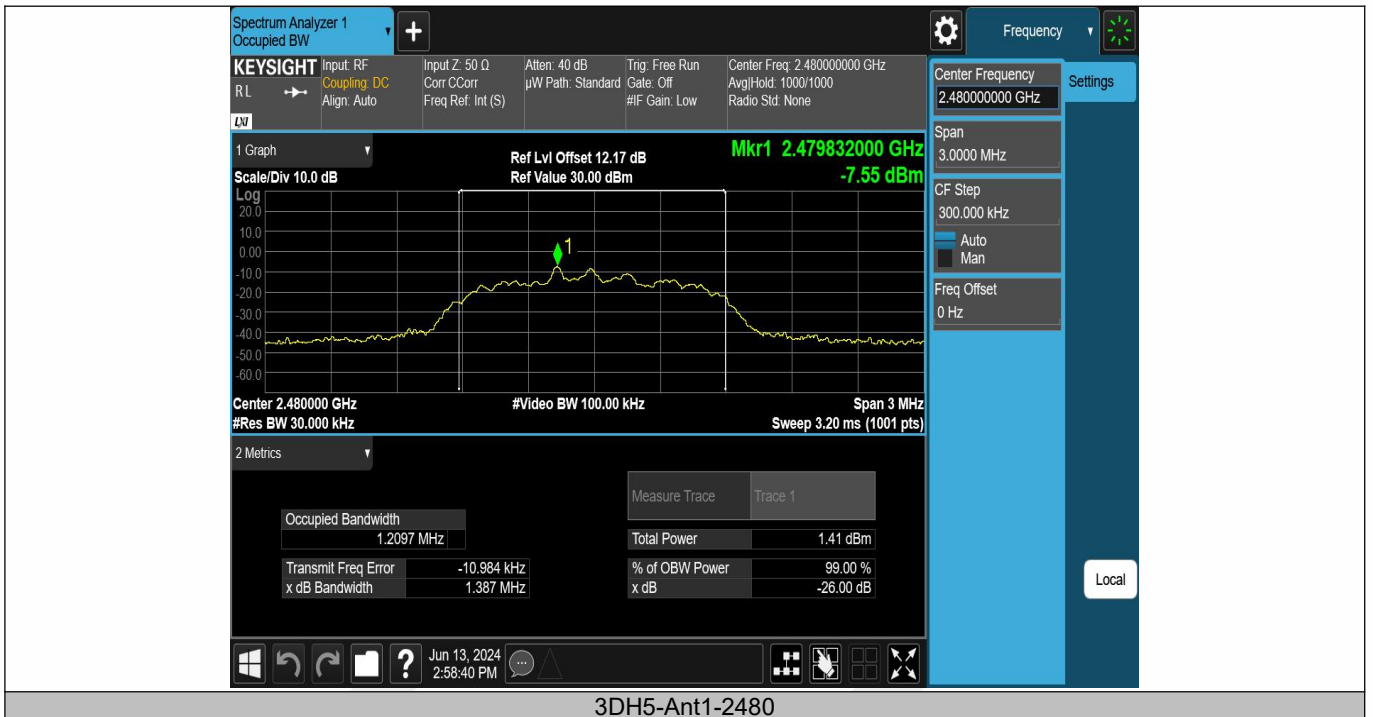 Spectrum Analyzer 1
Occupied BW
Frequency
KEYSIGHT
RL
LXI
Input: RF
Coupling: DC
Align: Auto
Input Z: 50 Ω
Corr CCorr
Freq Ref: Int (S)
Atten: 40 dB
µW Path: Standard
Trig: Free Run
Gate: Off
#IF Gain: Low
Center Freq: 2.480000000 GHz
Avg|Hold: 1000/1000
Radio Std: None
Center Frequency
2.480000000 GHz
Settings
Span
3.0000 MHz
CF Step
300.000 kHz
Auto
Man
Freq Offset
0 Hz
Local
1 Graph
Scale/Div 10.0 dB
Ref Lvl Offset 12.17 dB
Ref Value 30.00 dBm
Mkr1 2.479832000 GHz
-7.55 dBm
Log
20.0
10.0
0.00
-10.0
-20.0
-30.0
-40.0
-50.0
-60.0
1
Center 2.480000 GHz
#Video BW 100.00 kHz
Span 3 MHz
#Res BW 30.000 kHz
Sweep 3.20 ms (1001 pts)
2 Metrics
Measure Trace
Trace 1
Occupied Bandwidth
1.2097 MHz
Total Power
1.41 dBm
Transmit Freq Error
-10.984 kHz
% of OBW Power
99.00 %
x dB Bandwidth
1.387 MHz
x dB
-26.00 dB
?
Jun 13, 2024
2:58:40 PM
3DH5-Ant1-2480